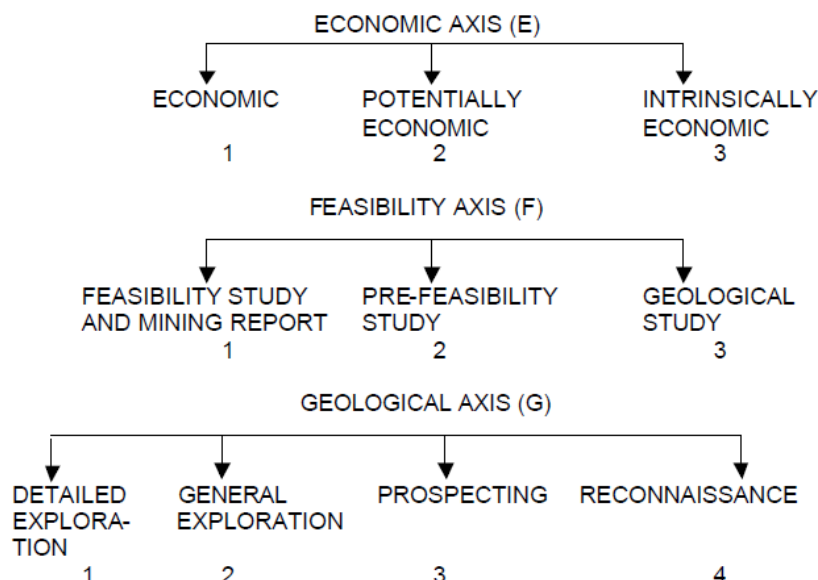 ECONOMIC AXIS (E)
ECONOMIC POTENTIALLY INTRINSICALLY
ECONOMIC ECONOMIC
1 2 3
FEASIBILITY AXIS (F)
FEASIBILITY STUDY PRE-FEASIBILITY GEOLOGICAL
AND MINING REPORT STUDY STUDY
1 2 3
GEOLOGICAL AXIS (G)
DETAILED GENERAL PROSPECTING RECONNAISSANCE
EXPLORA- EXPLORATION
TION
1 2 3 4